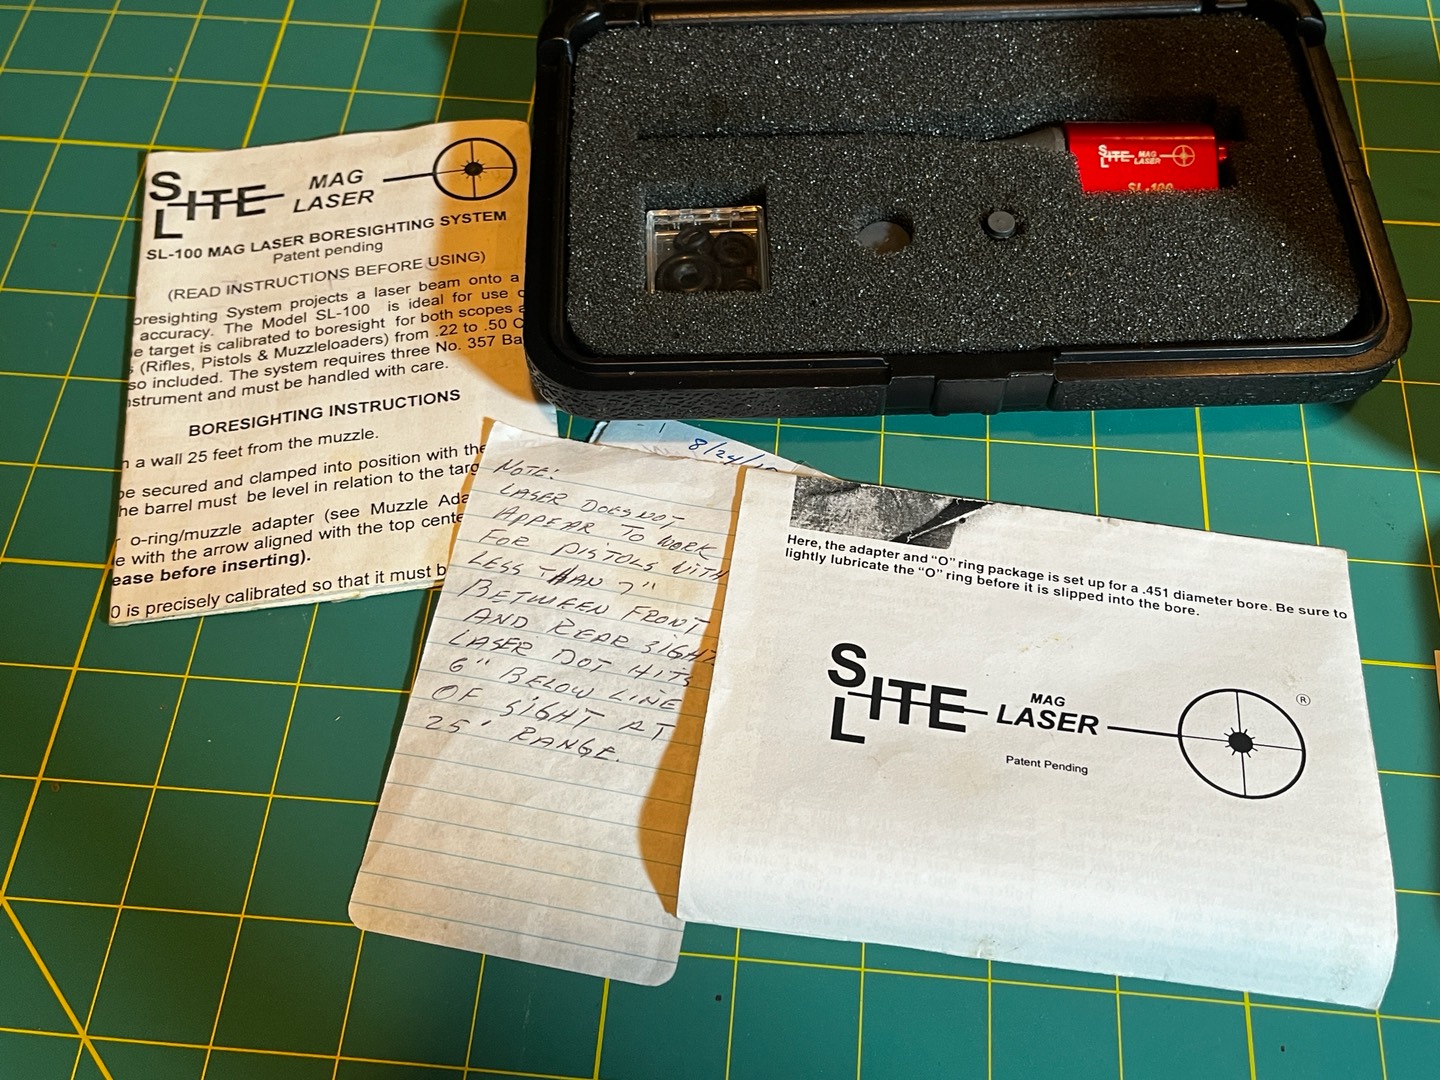 SITE
L
MAG
LASER
SL-100 MAG LASER BORESIGHTING SYSTEM
Patent pending
(READ INSTRUCTIONS BEFORE USING)
oresighting System projects a laser beam onto a
accuracy. The Model SL-100 is ideal for use
e target is calibrated to boresight for both scopes
(Rifles, Pistols & Muzzleloaders) from .22 to .50
so included. The system requires three No. 357 Ba
nstrument and must be handled with care.
BORESIGHTING INSTRUCTIONS
a wall 25 feet from the muzzle.
be secured and clamped into position with the
he barrel must be level in relation to the targ
o-ring/muzzle adapter (see Muzzle Ada
e with the arrow aligned with the top cente
ease before inserting).
0 is precisely calibrated so that it must b
SITE
L
MAG
LASER
SL-100
8/24/
NOTE:
LASER DOES NOT
APPEAR TO WORK
FOR PISTOLS WITH
LESS THAN 7"
BETWEEN FRONT
AND REAR SIGHT
LASER DOT HITS
6" BELOW LINE
OF SIGHT AT
25' RANGE.
Here, the adapter and "O" ring package is set up for a .451 diameter bore. Be sure to
lightly lubricate the "O" ring before it is slipped into the bore.
SITE
L
MAG
LASER
®
Patent Pending